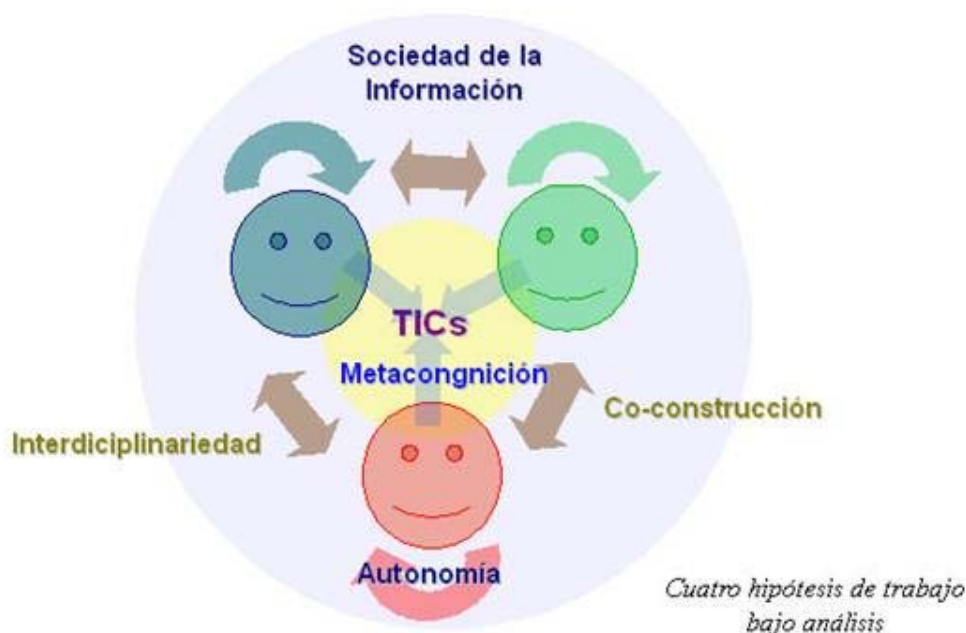 Sociedad de la
Información
TICs
Metacongnición
Co-construcción
Interdiciplinariedad
Autonomía
Cuatro hipótesis de trabajo
bajo análisis